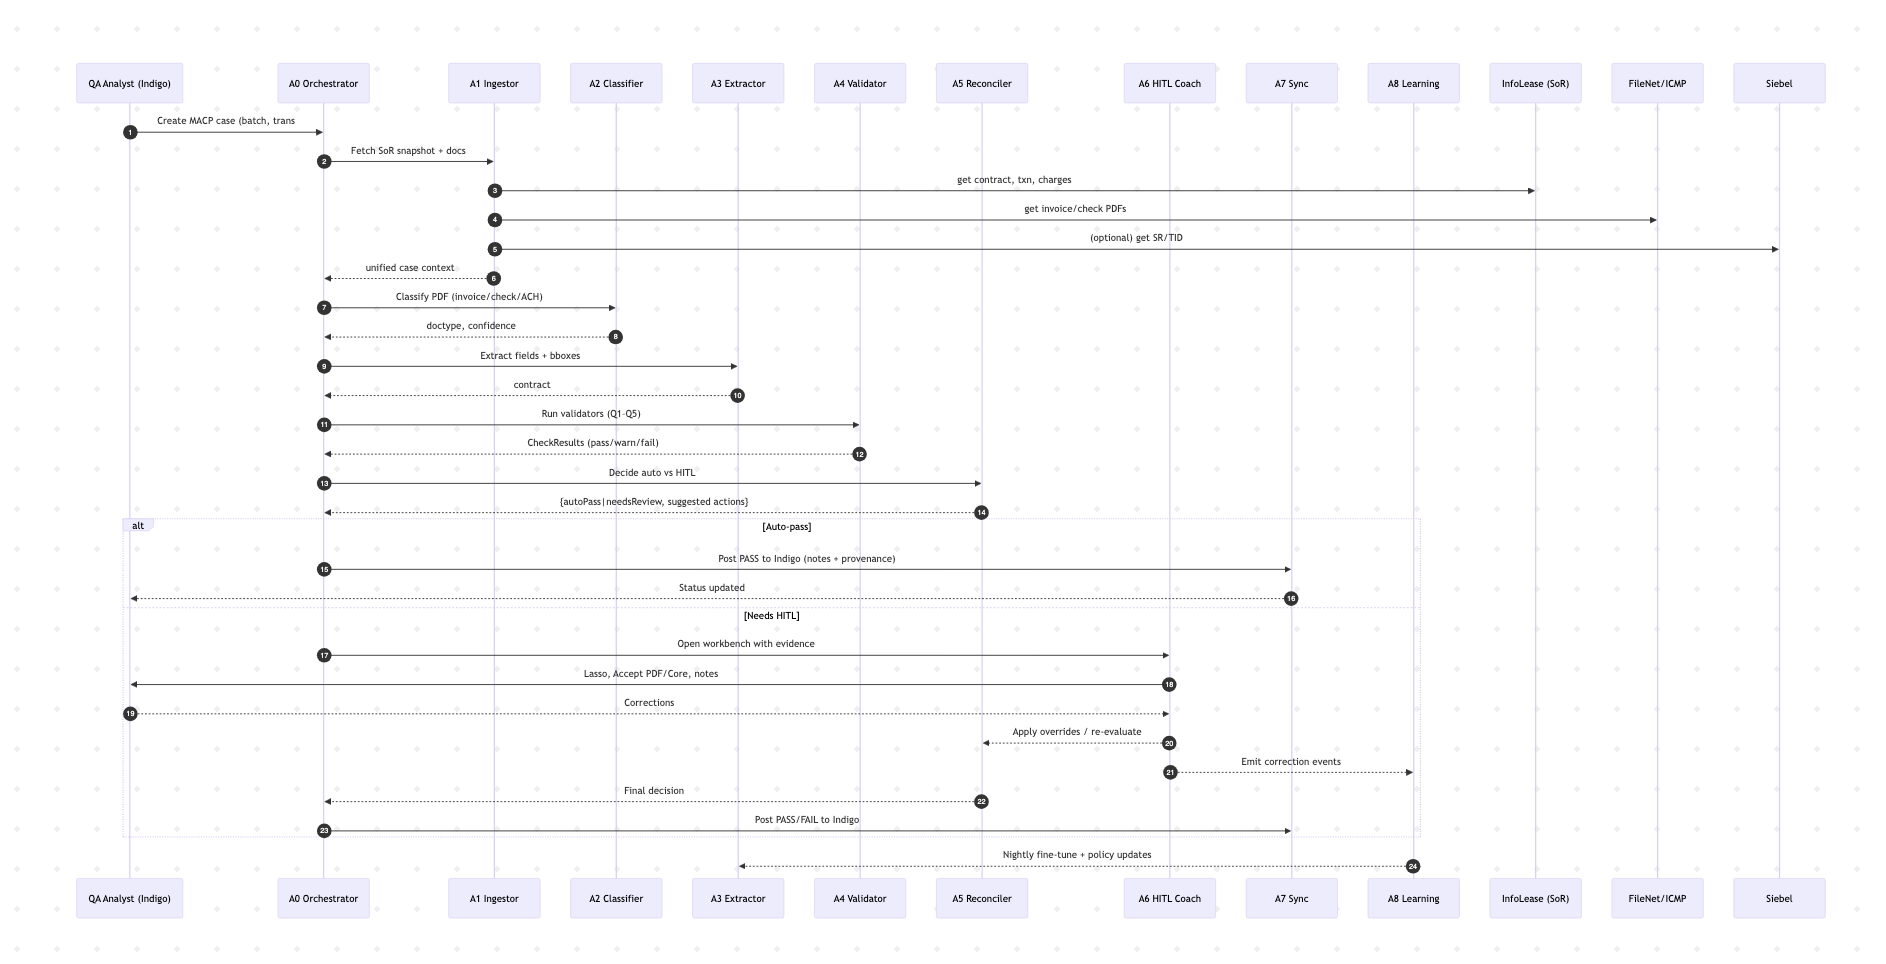 QA Analyst (Indigo)
A0 Orchestrator
A1 Ingestor
A2 Classifier
A3 Extractor
A4 Validator
A5 Reconciler
A6 HITL Coach
A7 Sync
A8 Learning
InfoLease (SoR)
FileNet/ICMP
Siebel
1 Create MACP case (batch, trans
2 Fetch SoR snapshot + docs
3 get contract, txn, charges
4 get invoice/check PDFs
5 (optional) get SR/TID
6 unified case context
7 Classify PDF (invoice/check/ACH)
8 doctype, confidence
9 Extract fields + bboxes
10 contract
11 Run validators (Q1–Q5)
12 CheckResults (pass/warn/fail)
13 Decide auto vs HITL
14 {autoPass|needsReview, suggested actions}
alt
[Auto-pass]
15 Post PASS to Indigo (notes + provenance)
16 Status updated
[Needs HITL]
17 Open workbench with evidence
18 Lasso, Accept PDF/Core, notes
19 Corrections
20 Apply overrides / re-evaluate
21 Emit correction events
22 Final decision
23 Post PASS/FAIL to Indigo
24 Nightly fine-tune + policy updates
QA Analyst (Indigo)
A0 Orchestrator
A1 Ingestor
A2 Classifier
A3 Extractor
A4 Validator
A5 Reconciler
A6 HITL Coach
A7 Sync
A8 Learning
InfoLease (SoR)
FileNet/ICMP
Siebel